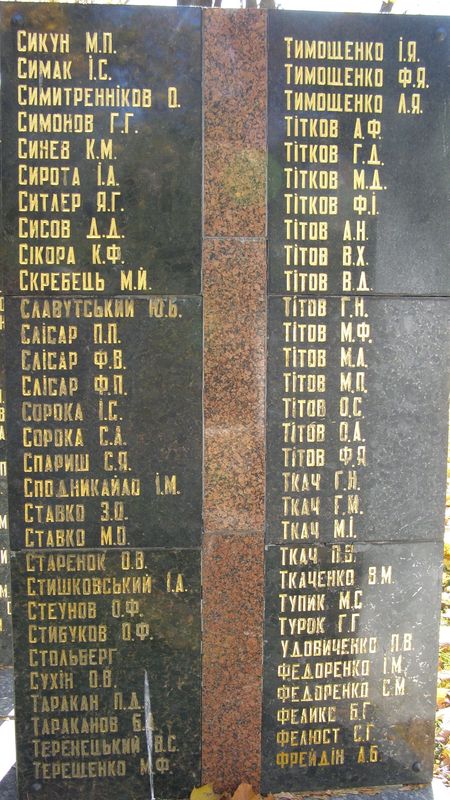 Сикун М.П.
Симак І.С.
Симитренніков О.
Симонов Г.Г.
Синев К.М.
Сирота І.А.
Ситлер Я.Г.
Сисов Д.Д.
Сікора К.Ф.
Скребець М.Й.
Славутський Ю.Б.
Слісар П.П.
Слісар Ф.В.
Слісар Ф.П.
Сорока І.С.
Сорока С.А.
Спариш С.Я.
Сподникайло І.М.
Ставко З.О.
Ставко М.О.
Старенок О.В.
Стишковський І.А.
Стеунов О.Ф.
Стибуков О.Ф.
Стольберг
Сухін О.В.
Таракан П.Д.
Тараканов
Теренецький В.С.
Терещенко М.Ф.
Тимощенко І.Я.
Тимощенко Ф.Я.
Тимощенко Л.Я.
Тітков А.Ф.
Тітков Г.Д.
Тітков М.Д.
Тітков Ф.І.
Тітов А.Н.
Тітов В.Х.
Тітов В.Д.
Тітов Г.Н.
Тітов М.Ф.
Тітов М.А.
Тітов М.П.
Тітов О.С.
Тітов О.А.
Тітов Ф.Я
Ткач Г.Н.
Ткач Г.М.
Ткач М.І.
Ткач П.В.
Ткаченко В.М.
Тупик М.С
Турок Г.Г
Удовиченко П.В.
Федоренко І.М.
Федоренко С.М
Феликс Б.Г.
Фелюст С.Г.
Фрейдін А.Б.